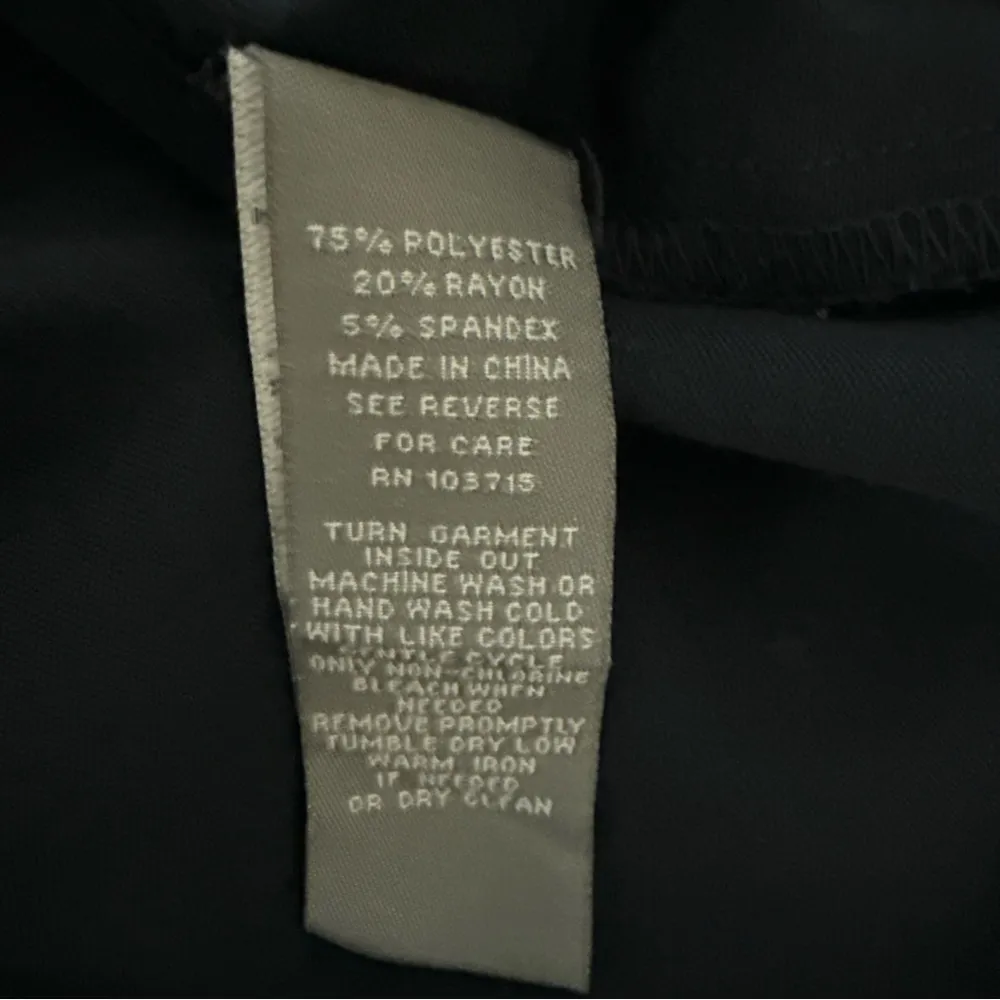 75% POLYESTER
20% RAYON
5% SPANDEX
MADE IN CHINA
SEE REVERSE
FOR CARE
RN 103715
TURN GARMENT
INSIDE OUT
MACHINE WASH OR
HAND WASH COLD
WITH LIKE COLORS
GENTLE CYCLE
ONLY NON-CHLORINE
BLEACH WHEN
NEEDED
REMOVE PROMPTLY
TUMBLE DRY LOW
WARM IRON
IF NEEDED
OR DRY CLEAN